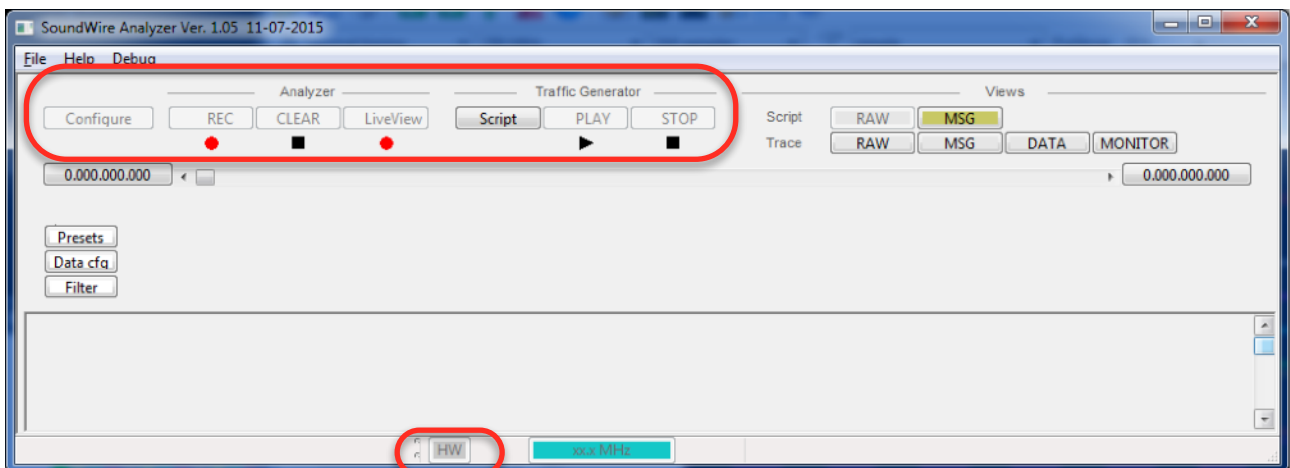 SoundWire Analyzer Ver. 1.05 11-07-2015
File Help Debug
Analyzer Traffic Generator Views
Configure REC CLEAR LiveView Script PLAY STOP Script RAW MSG
Trace RAW MSG DATA MONITOR
0.000.000.000 0.000.000.000
Presets
Data cfg
Filter
HW xx.x MHz